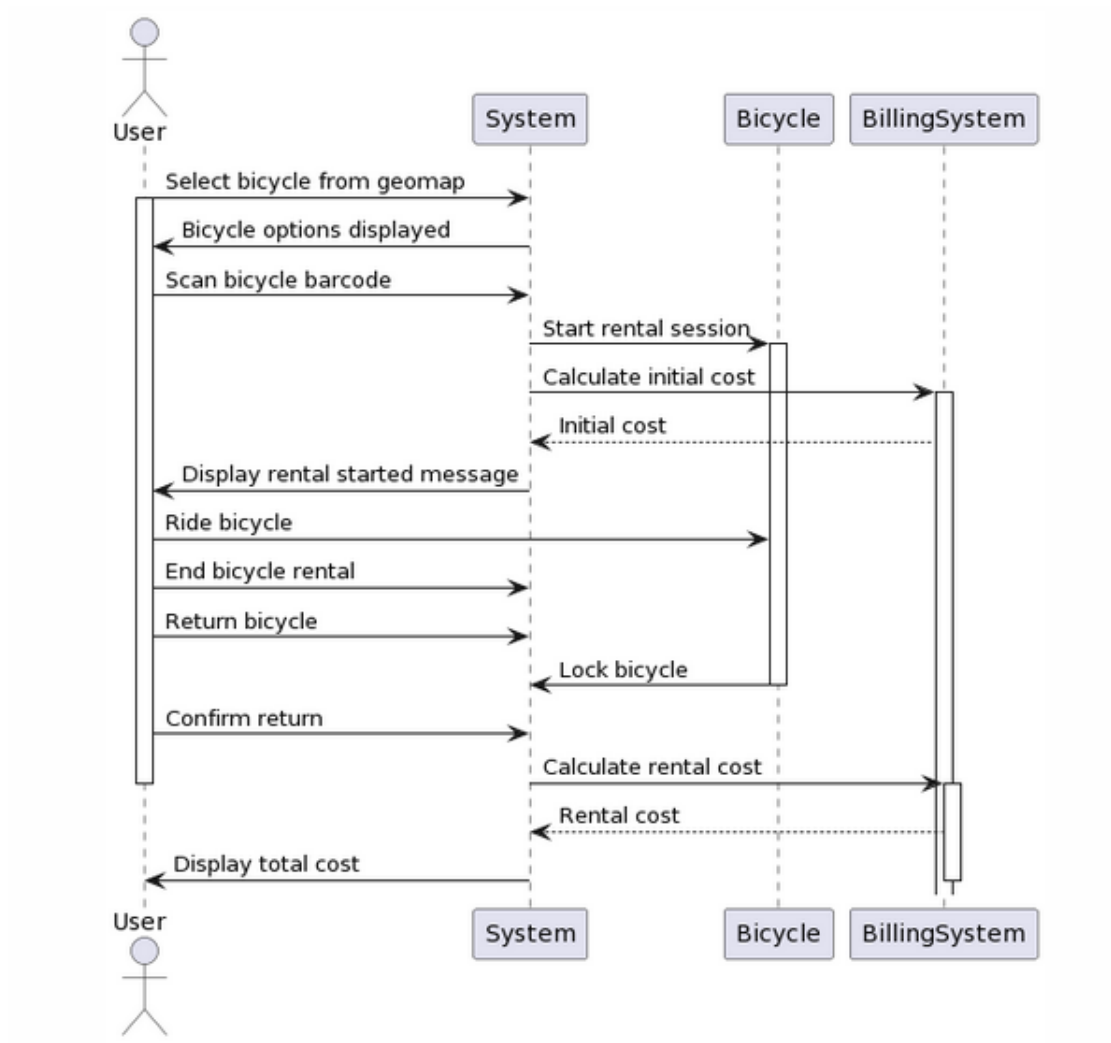 User
System
Bicycle
BillingSystem
Select bicycle from geomap
Bicycle options displayed
Scan bicycle barcode
Start rental session
Calculate initial cost
Initial cost
Display rental started message
Ride bicycle
End bicycle rental
Return bicycle
Lock bicycle
Confirm return
Calculate rental cost
Rental cost
Display total cost
User
System
Bicycle
BillingSystem